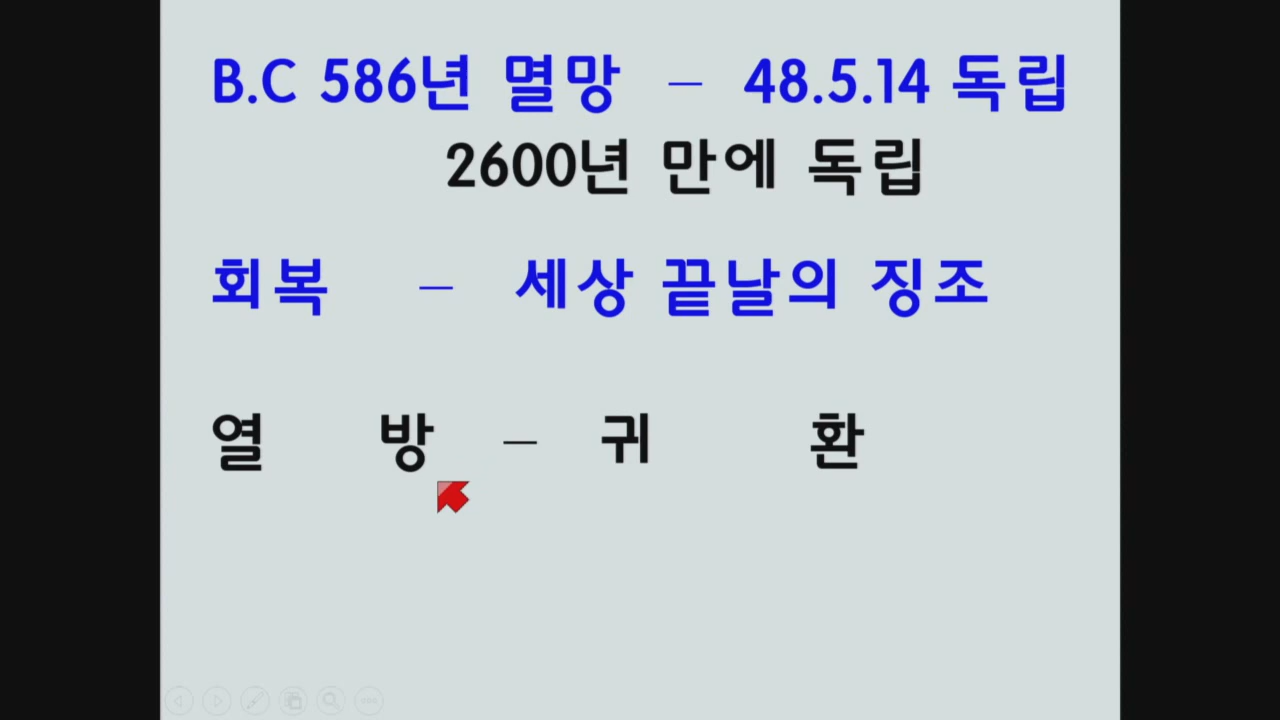 B.C 586년 멸망 – 48.5.14 독립
2600년 만에 독립
회복 – 세상 끝날의 징조
열 방 – 귀 환